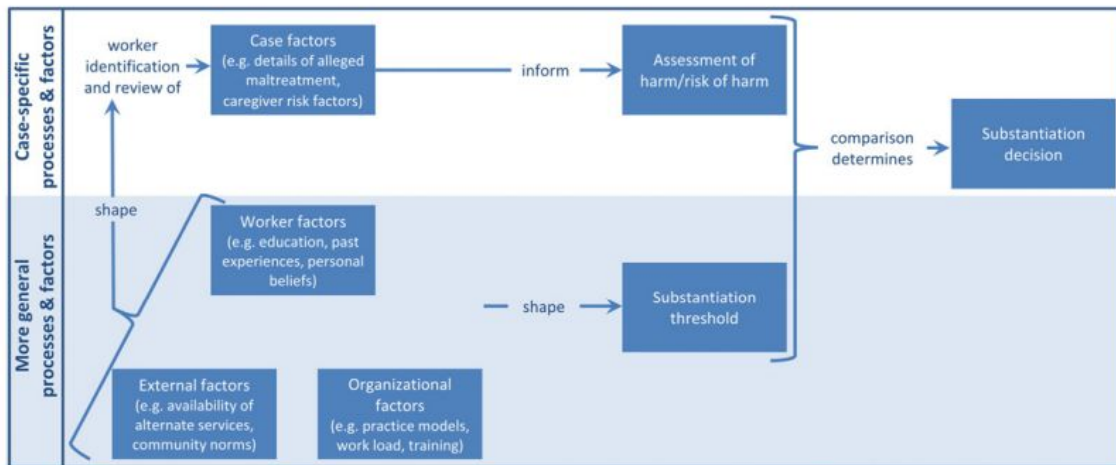 Case-specific
processes & factors
worker
identification
and review of
Case factors
(e.g. details of alleged
maltreatment,
caregiver risk factors)
inform
Assessment of
harm/risk of harm
comparison
determines
Substantiation
decision
More general
processes & factors
shape
Worker factors
(e.g. education, past
experiences, personal
beliefs)
shape
Substantiation
threshold
External factors
(e.g. availability of
alternate services,
community norms)
Organizational
factors
(e.g. practice models,
work load, training)